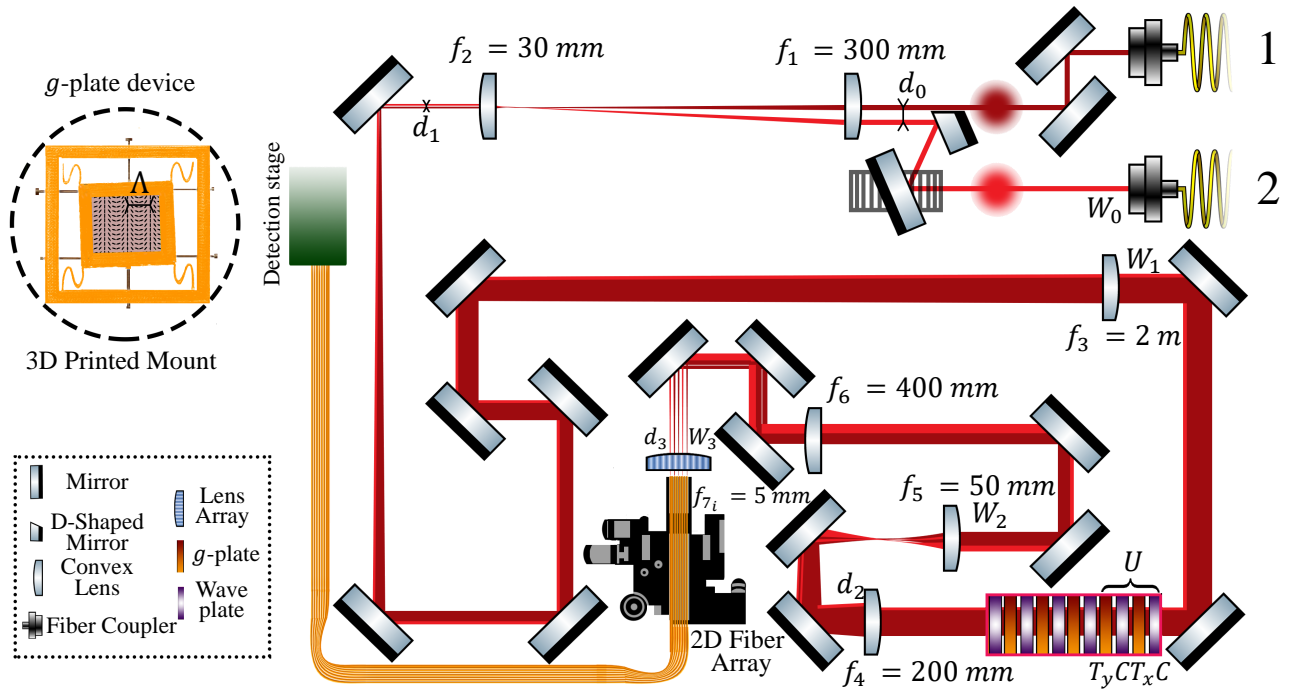 g-plate device
Λ
3D Printed Mount
f₂ = 30 mm
f₁ = 300 mm
d₀
d₁
1
2
W₀
Detection stage
W₁
f₃ = 2 m
f₆ = 400 mm
d₃
W₃
f₇ᵢ = 5 mm
f₅ = 50 mm
W₂
d₂
U
f₄ = 200 mm
TᵧCTₓC
2D Fiber
Array
Mirror
D-Shaped
Mirror
Convex
Lens
Fiber Coupler
Lens
Array
g-plate
Wave
plate